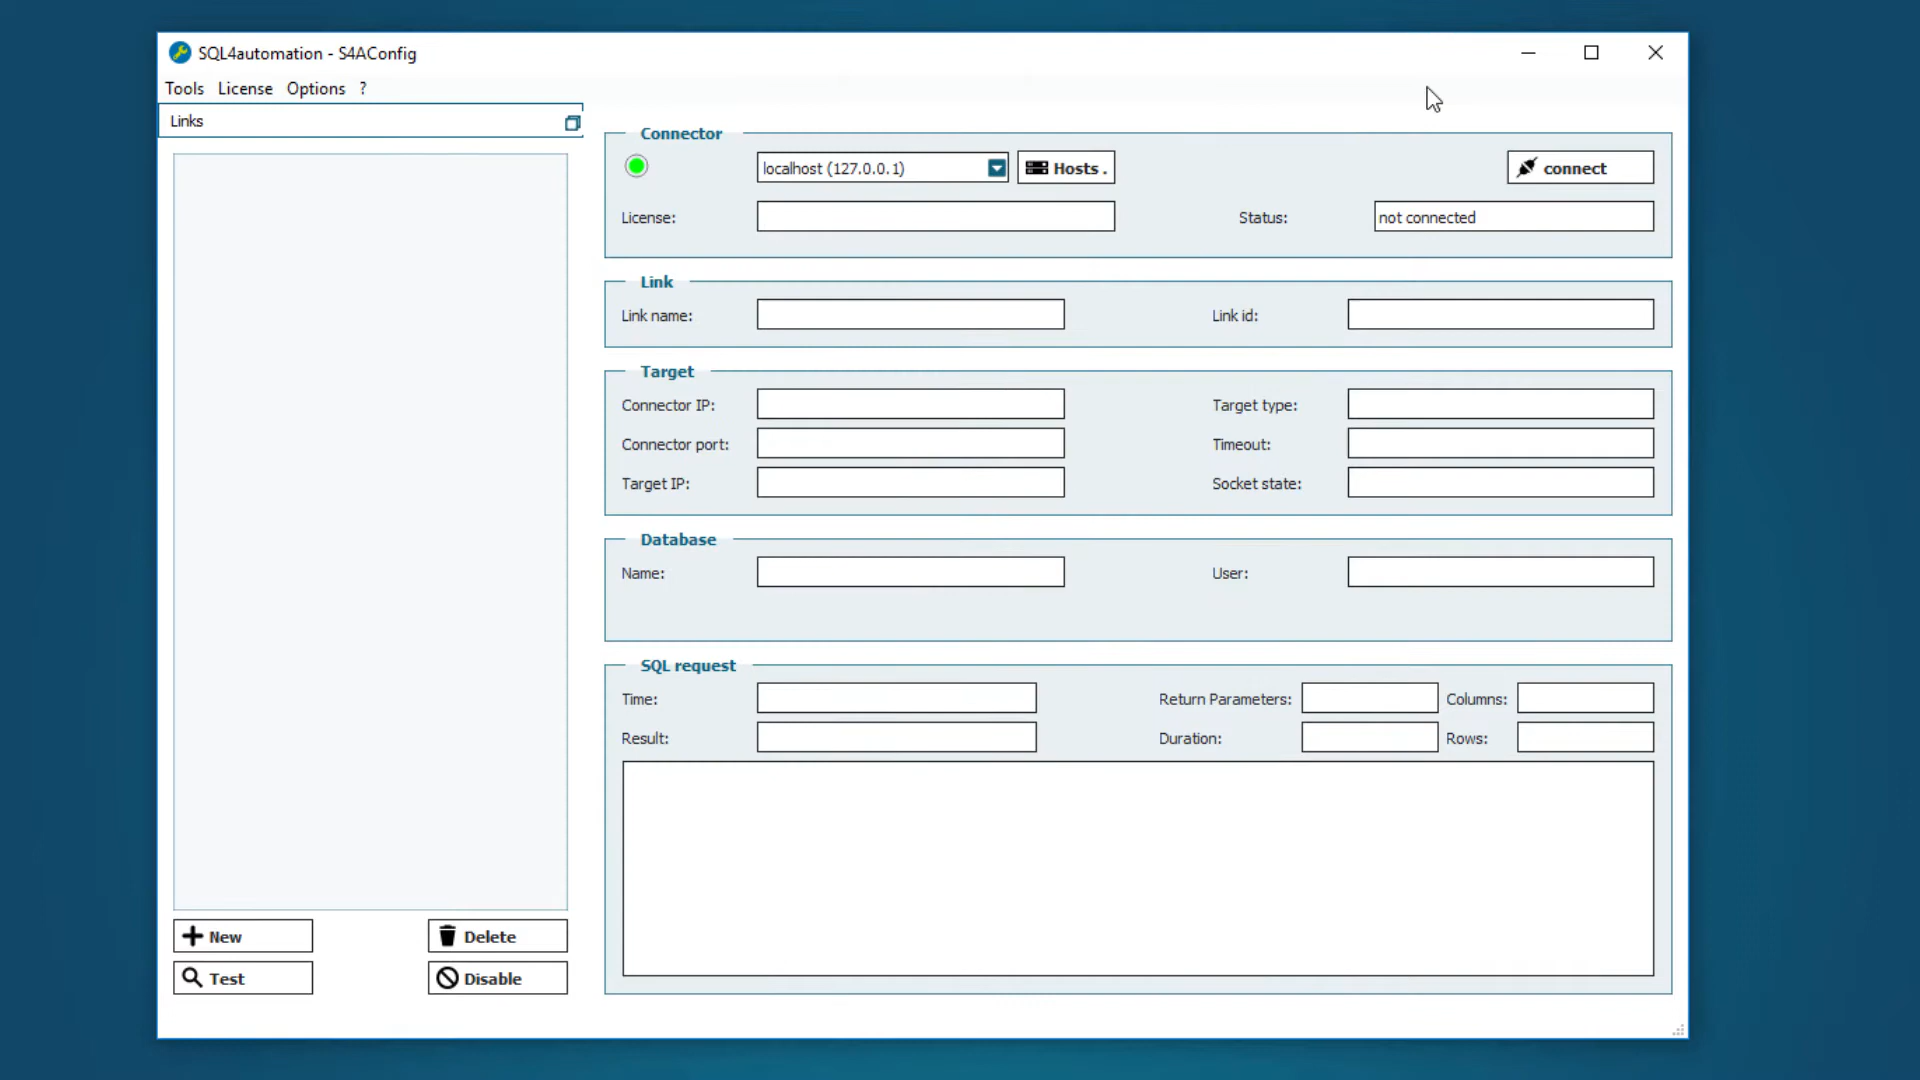 SQL4automation - S4AConfig
Tools License Options ?
Links
Connector
localhost (127.0.0.1) Hosts . connect
License: Status: not connected
Link
Link name: Link id:
Target
Connector IP: Target type:
Connector port: Timeout:
Target IP: Socket state:
Database
Name: User:
SQL request
Time: Return Parameters: Columns:
Result: Duration: Rows:
New Delete
Test Disable